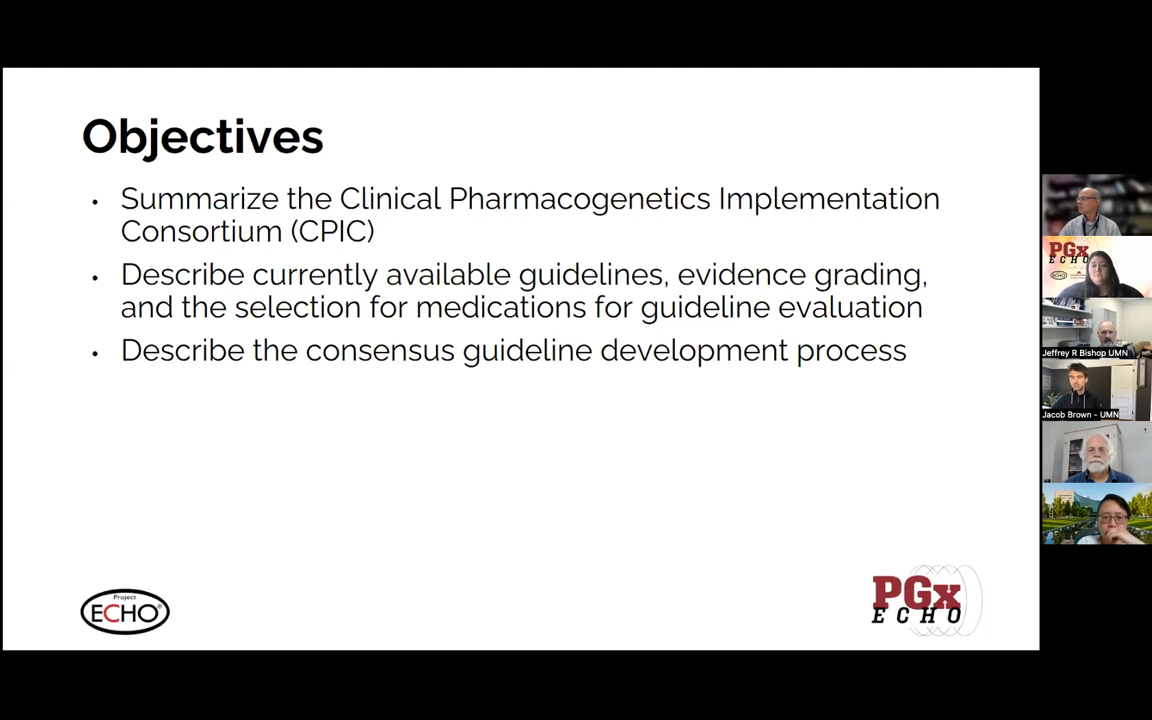 Objectives
• Summarize the Clinical Pharmacogenetics Implementation
Consortium (CPIC)
• Describe currently available guidelines, evidence grading,
and the selection for medications for guideline evaluation
• Describe the consensus guideline development process
Project
ECHO®
PGx
ECHO
PGx
ECHO
ECHO
Jeffrey R Bishop UMN
Jacob Brown - UMN